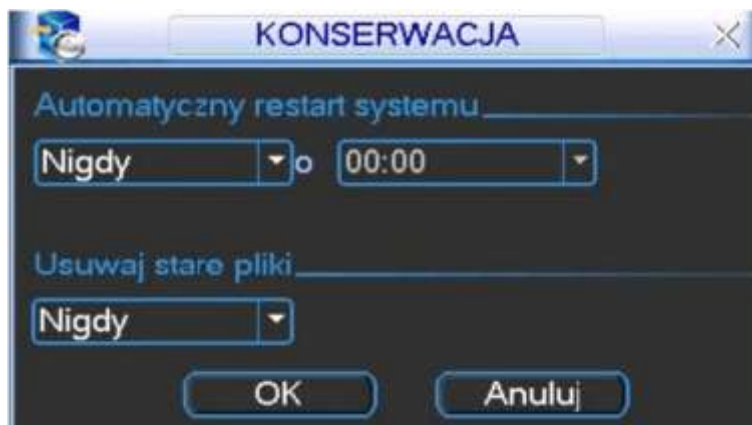 KONSERWACJA
Automatyczny restart systemu
Nigdy o 00:00
Usuwaj stare pliki
Nigdy
OK Anuluj